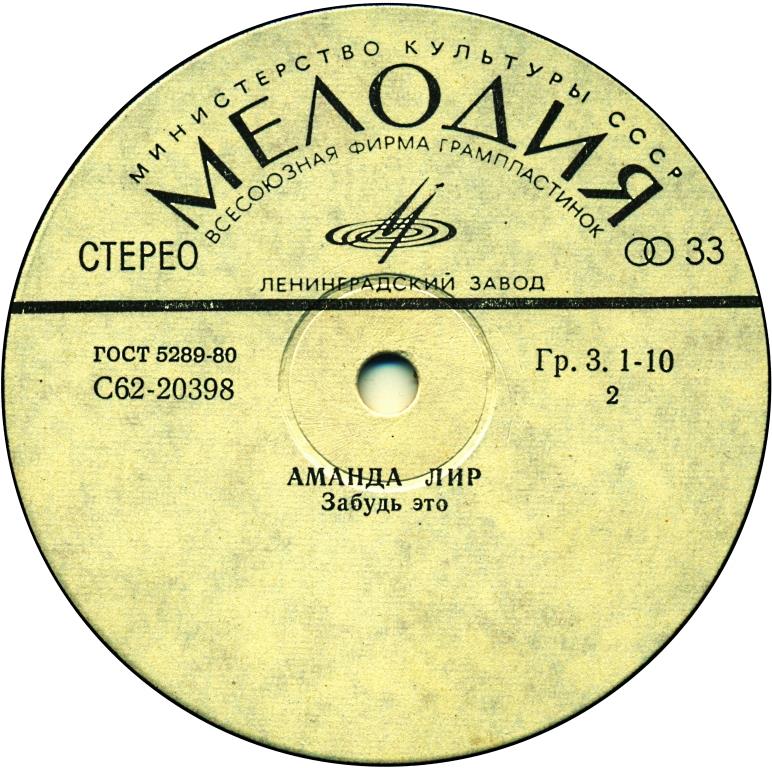 МИНИСТЕРСТВО КУЛЬТУРЫ СССР
МЕЛОДИЯ
ВСЕСОЮЗНАЯ ФИРМА ГРАМПЛАСТИНОК
СТЕРЕО
33
ЛЕНИНГРАДСКИЙ ЗАВОД
ГОСТ 5289-80
С62-20398
Гр. 3. 1-10
2
АМАНДА ЛИР
Забудь это